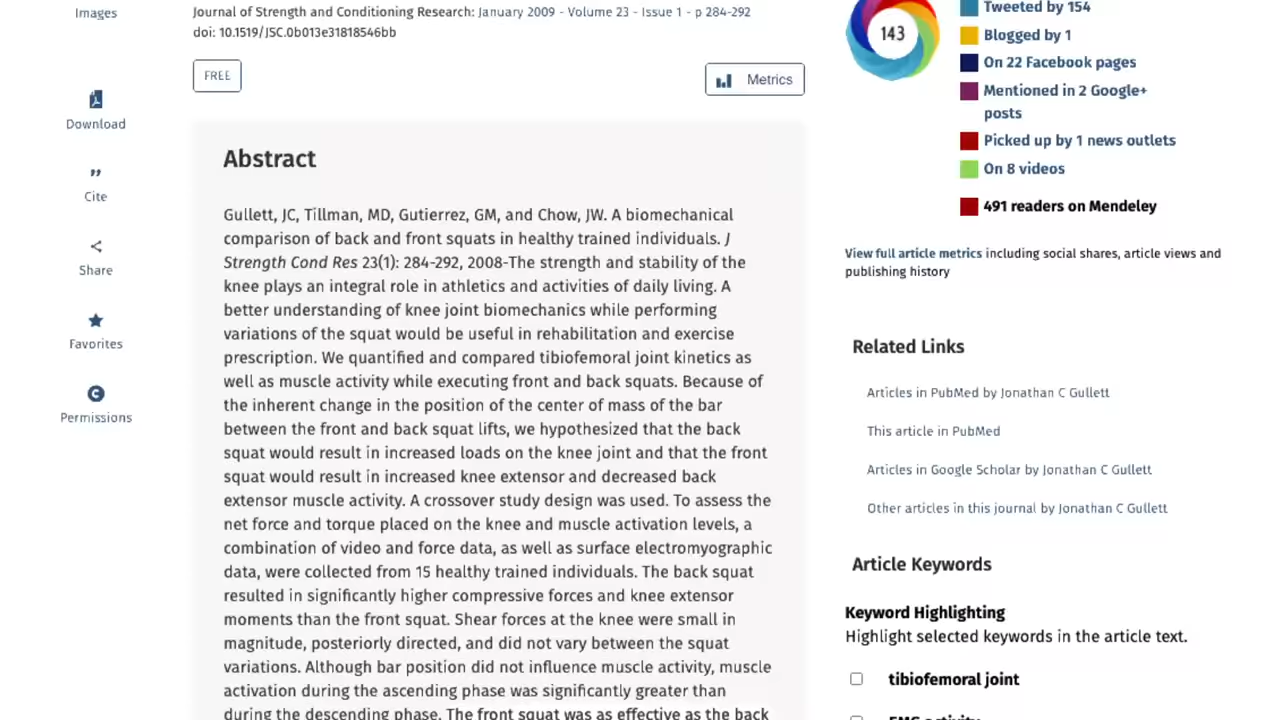 Images
Download
Cite
Share
Favorites
Permissions
Journal of Strength and Conditioning Research: January 2009 - Volume 23 - Issue 1 - p 284-292
doi: 10.1519/JSC.0b013e31818546bb
FREE
Metrics
Abstract
Gullett, JC, Tillman, MD, Gutierrez, GM, and Chow, JW. A biomechanical
comparison of back and front squats in healthy trained individuals. J
Strength Cond Res 23(1): 284-292, 2008-The strength and stability of the
knee plays an integral role in athletics and activities of daily living. A
better understanding of knee joint biomechanics while performing
variations of the squat would be useful in rehabilitation and exercise
prescription. We quantified and compared tibiofemoral joint kinetics as
well as muscle activity while executing front and back squats. Because of
the inherent change in the position of the center of mass of the bar
between the front and back squat lifts, we hypothesized that the back
squat would result in increased loads on the knee joint and that the front
squat would result in increased knee extensor and decreased back
extensor muscle activity. A crossover study design was used. To assess the
net force and torque placed on the knee and muscle activation levels, a
combination of video and force data, as well as surface electromyographic
data, were collected from 15 healthy trained individuals. The back squat
resulted in significantly higher compressive forces and knee extensor
moments than the front squat. Shear forces at the knee were small in
magnitude, posteriorly directed, and did not vary between the squat
variations. Although bar position did not influence muscle activity, muscle
activation during the ascending phase was significantly greater than
during the descending phase. The front squat was as effective as the back
143
Tweeted by 154
Blogged by 1
On 22 Facebook pages
Mentioned in 2 Google+
posts
Picked up by 1 news outlets
On 8 videos
491 readers on Mendeley
View full article metrics including social shares, article views and
publishing history
Related Links
Articles in PubMed by Jonathan C Gullett
This article in PubMed
Articles in Google Scholar by Jonathan C Gullett
Other articles in this journal by Jonathan C Gullett
Article Keywords
Keyword Highlighting
Highlight selected keywords in the article text.
tibiofemoral joint
EMG activity